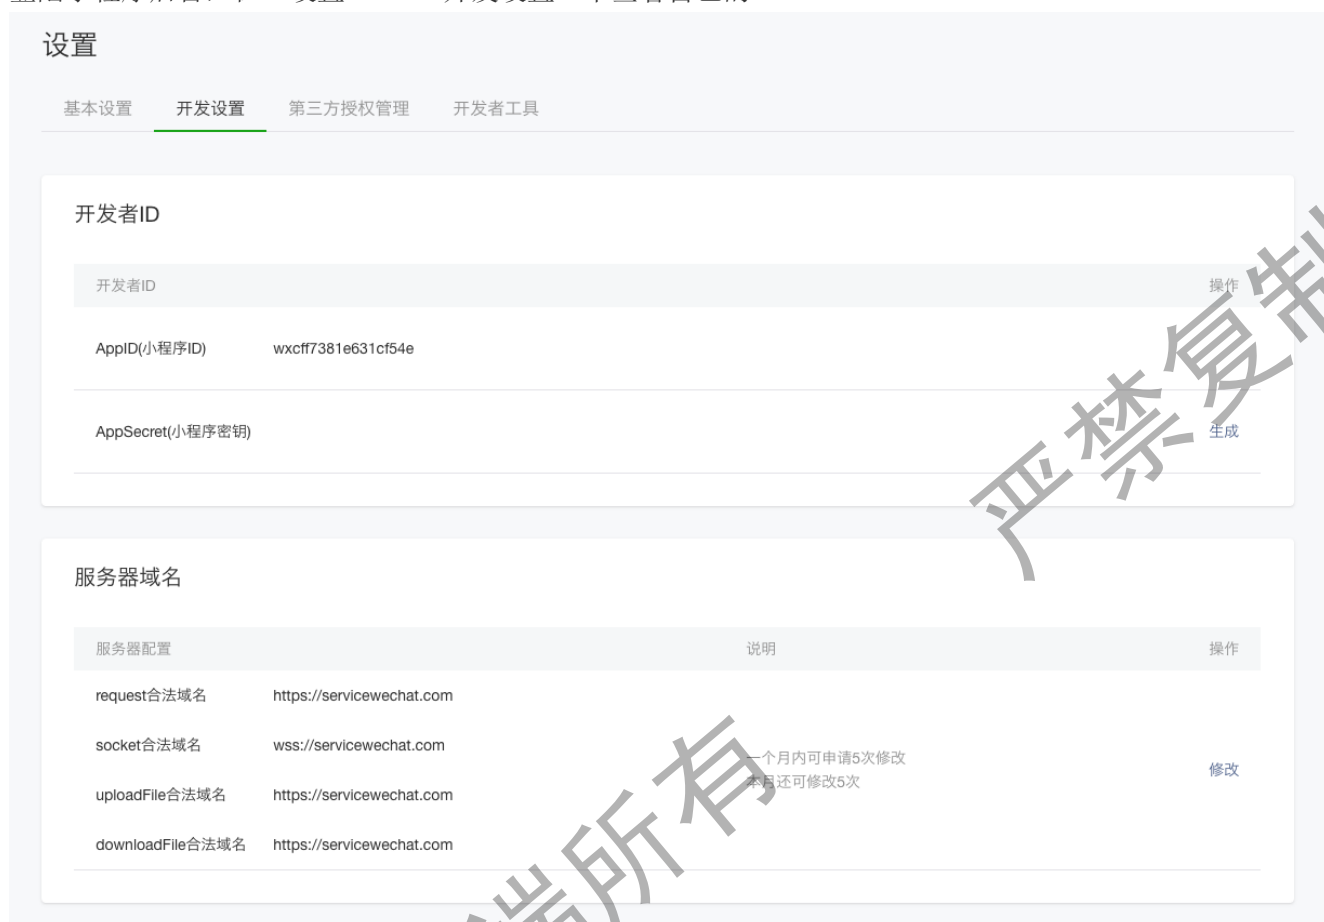 设置
基本设置 开发设置 第三方授权管理 开发者工具
开发者ID
开发者ID 操作
AppID(小程序ID) wxcff7381e631cf54e
AppSecret(小程序密钥) 生成
服务器域名
服务器配置 说明 操作
request合法域名 https://servicewechat.com
socket合法域名 wss://servicewechat.com
一个月内可申请5次修改
本月还可修改5次
修改
uploadFile合法域名 https://servicewechat.com
downloadFile合法域名 https://servicewechat.com
严禁复制
端所有